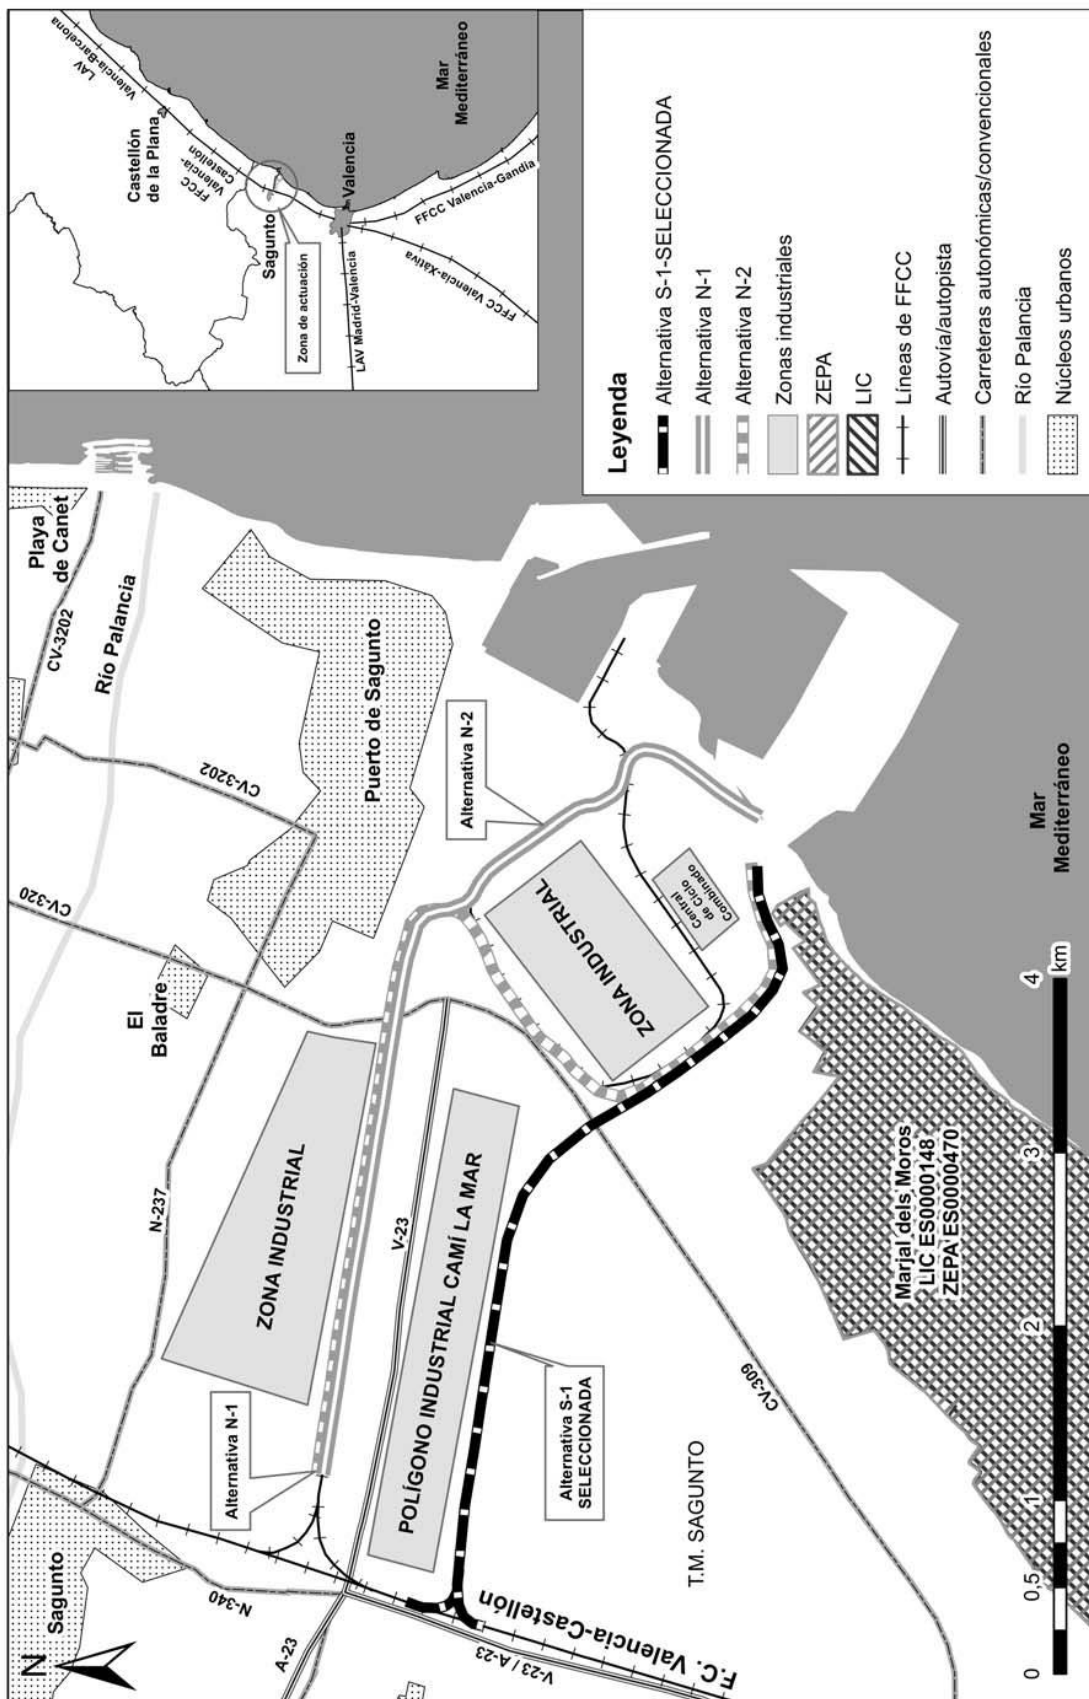 N
Sagunto
A-23
N-340
V-23 / A-23
F.C. Valencia-Castellón
Alternativa N-1
ZONA INDUSTRIAL
POLÍGONO INDUSTRIAL CAMÍ LA MAR
V-23
N-237
Alternativa S-1
SELECCIONADA
T.M. SAGUNTO
CV-309
El
Baladre
CV-320
CV-3202
Río Palancia
CV-3202
Playa
de Canet
Puerto de Sagunto
Alternativa N-2
ZONA INDUSTRIAL
Central
de Ciclo
Combinado
Marjal dels Moros
LIC ES0000148
ZEPA ES0000470
Mar
Mediterráneo
0
0,5
1
2
3
4
km
LAV
Valencia-Barcelona
Castellón
de la Plana
FFCC
Valencia-
Castellón
Sagunto
Zona de actuación
Valencia
LAV Madrid-Valencia
FFCC Valencia-Xativa
FFCC Valencia-Gandia
Mar
Mediterráneo
Leyenda
Alternativa S-1-SELECCIONADA
Alternativa N-1
Alternativa N-2
Zonas industriales
ZEPA
LIC
Líneas de FFCC
Autovía/autopista
Carreteras autonómicas/convencionales
Río Palancia
Núcleos urbanos